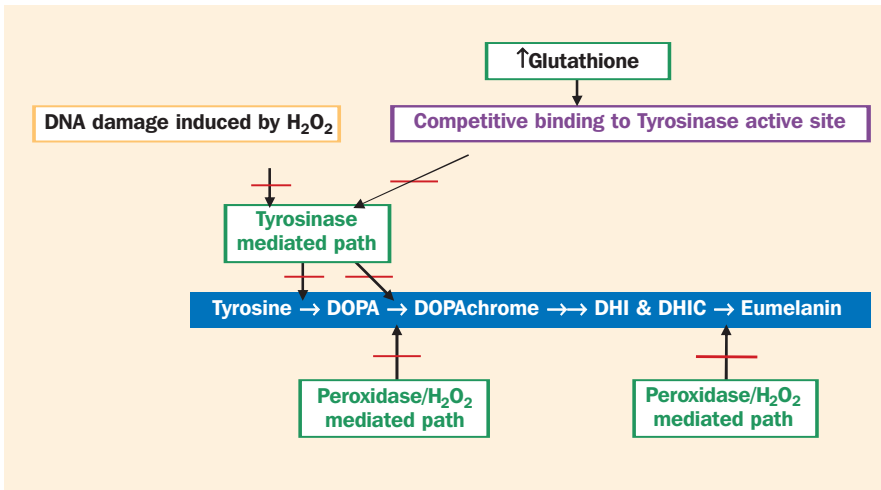 ↑Glutathione
DNA damage induced by H₂O₂
Competitive binding to Tyrosinase active site
Tyrosinase
mediated path
Tyrosine → DOPA → DOPAchrome →→ DHI & DHIC → Eumelanin
Peroxidase/H₂O₂
mediated path
Peroxidase/H₂O₂
mediated path